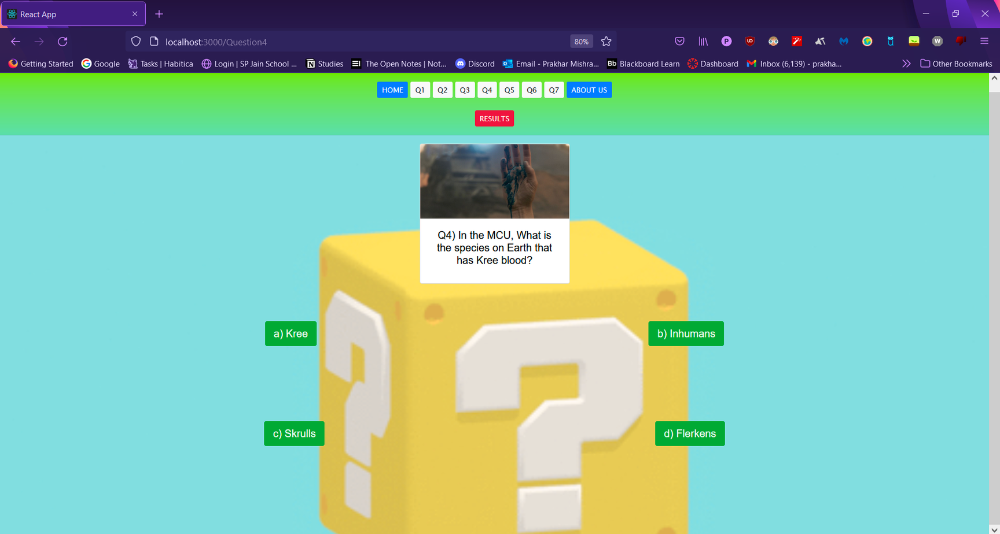 React App
localhost:3000/Question4
80%
Getting Started
Google
Tasks | Habitica
Login | SP Jain School ...
Studies
The Open Notes | Not...
Discord
Email - Prakhar Mishra...
Bb Blackboard Learn
Dashboard
Inbox (6,139) - prakha...
Other Bookmarks
HOME Q1 Q2 Q3 Q4 Q5 Q6 Q7 ABOUT US
RESULTS
Q4) In the MCU, What is
the species on Earth that
has Kree blood?
a) Kree
b) Inhumans
c) Skrulls
d) Flerkens